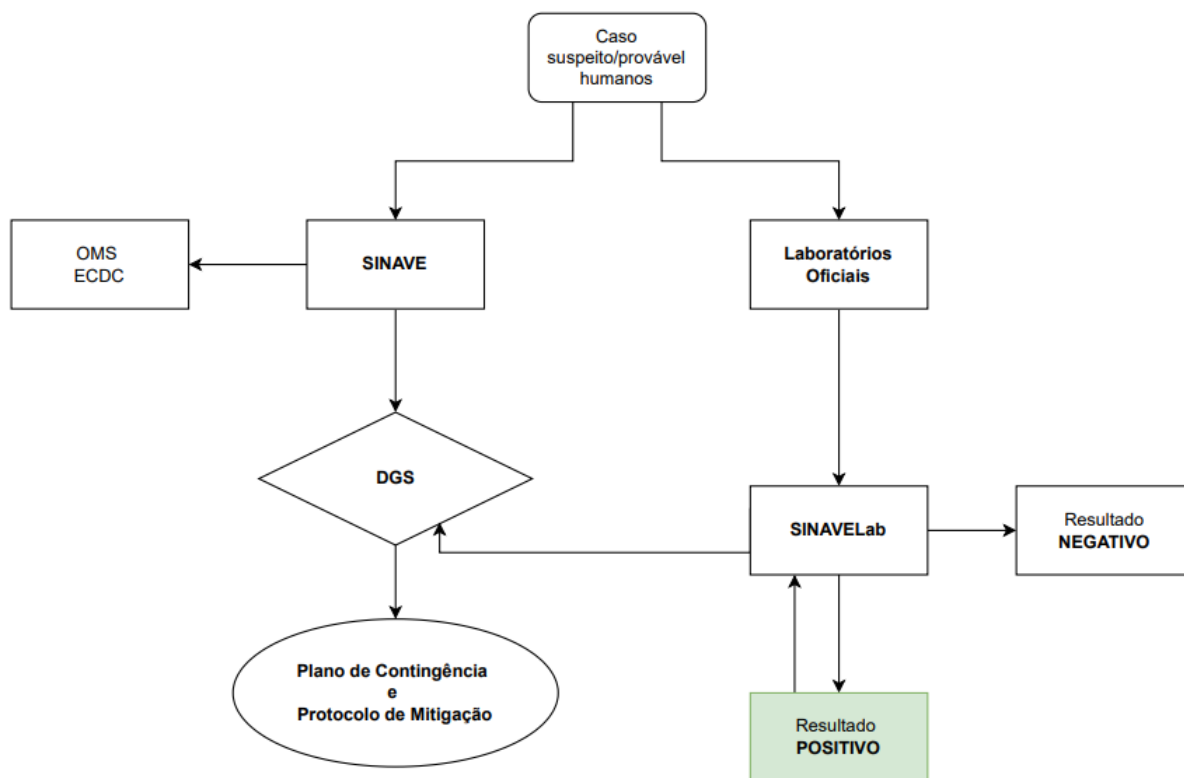 Caso
suspeito/provável
humanos
OMS
ECDC
SINAVE
Laboratórios
Oficiais
DGS
SINAVELab
Resultado
NEGATIVO
Plano de Contingência
e
Protocolo de Mitigação
Resultado
POSITIVO